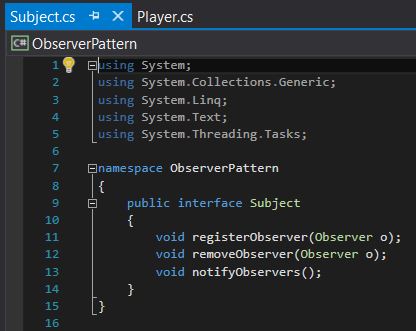 Subject.cs Player.cs
C# ObserverPattern
1 using System;
2 using System.Collections.Generic;
3 using System.Linq;
4 using System.Text;
5 using System.Threading.Tasks;
6
7 namespace ObserverPattern
8 {
9 public interface Subject
10 {
11 void registerObserver(Observer o);
12 void removeObserver(Observer o);
13 void notifyObservers();
14 }
15 }
16